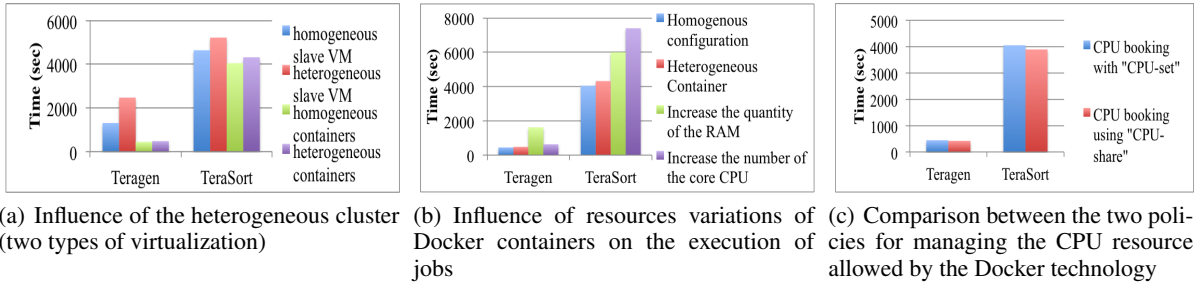 6000
4000
2000
0
Time (sec)
Teragen
TeraSort
homogeneous
slave VM
heterogeneous
slave VM
homogeneous
containers
heterogeneous
containers
(a) Influence of the heterogeneous cluster
(two types of virtualization)
8000
6000
4000
2000
0
Time (sec)
Teragen
TeraSort
Homogenous
configuration
Heterogeneous
Container
Increase the quantity
of the RAM
Increase the number of
the core CPU
(b) Influence of resources variations of
Docker containers on the execution of
jobs
5000
4000
3000
2000
1000
0
Time (sec)
Teragen
TeraSort
CPU booking
with "CPU-set"
CPU booking
using "CPU-
share"
(c) Comparison between the two poli-
cies for managing the CPU resource
allowed by the Docker technology